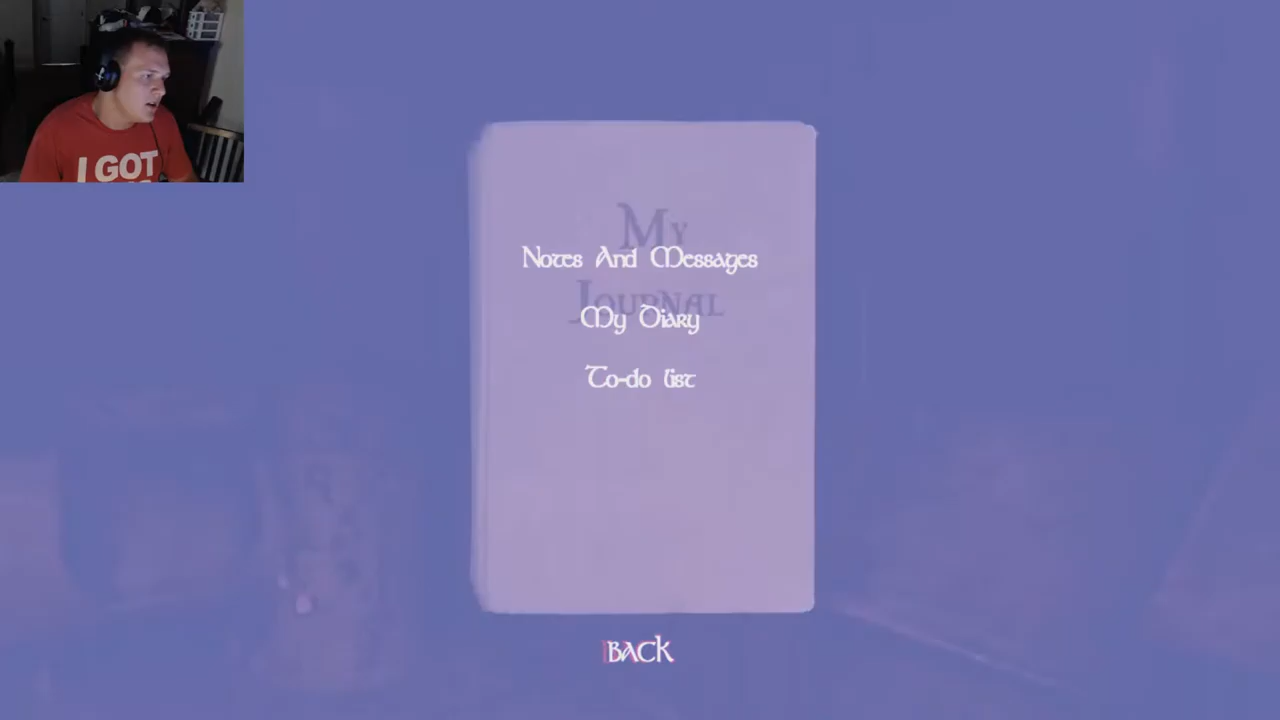 I GOT
My
Journal
Notes And Messages
My Diary
To-do list
Back